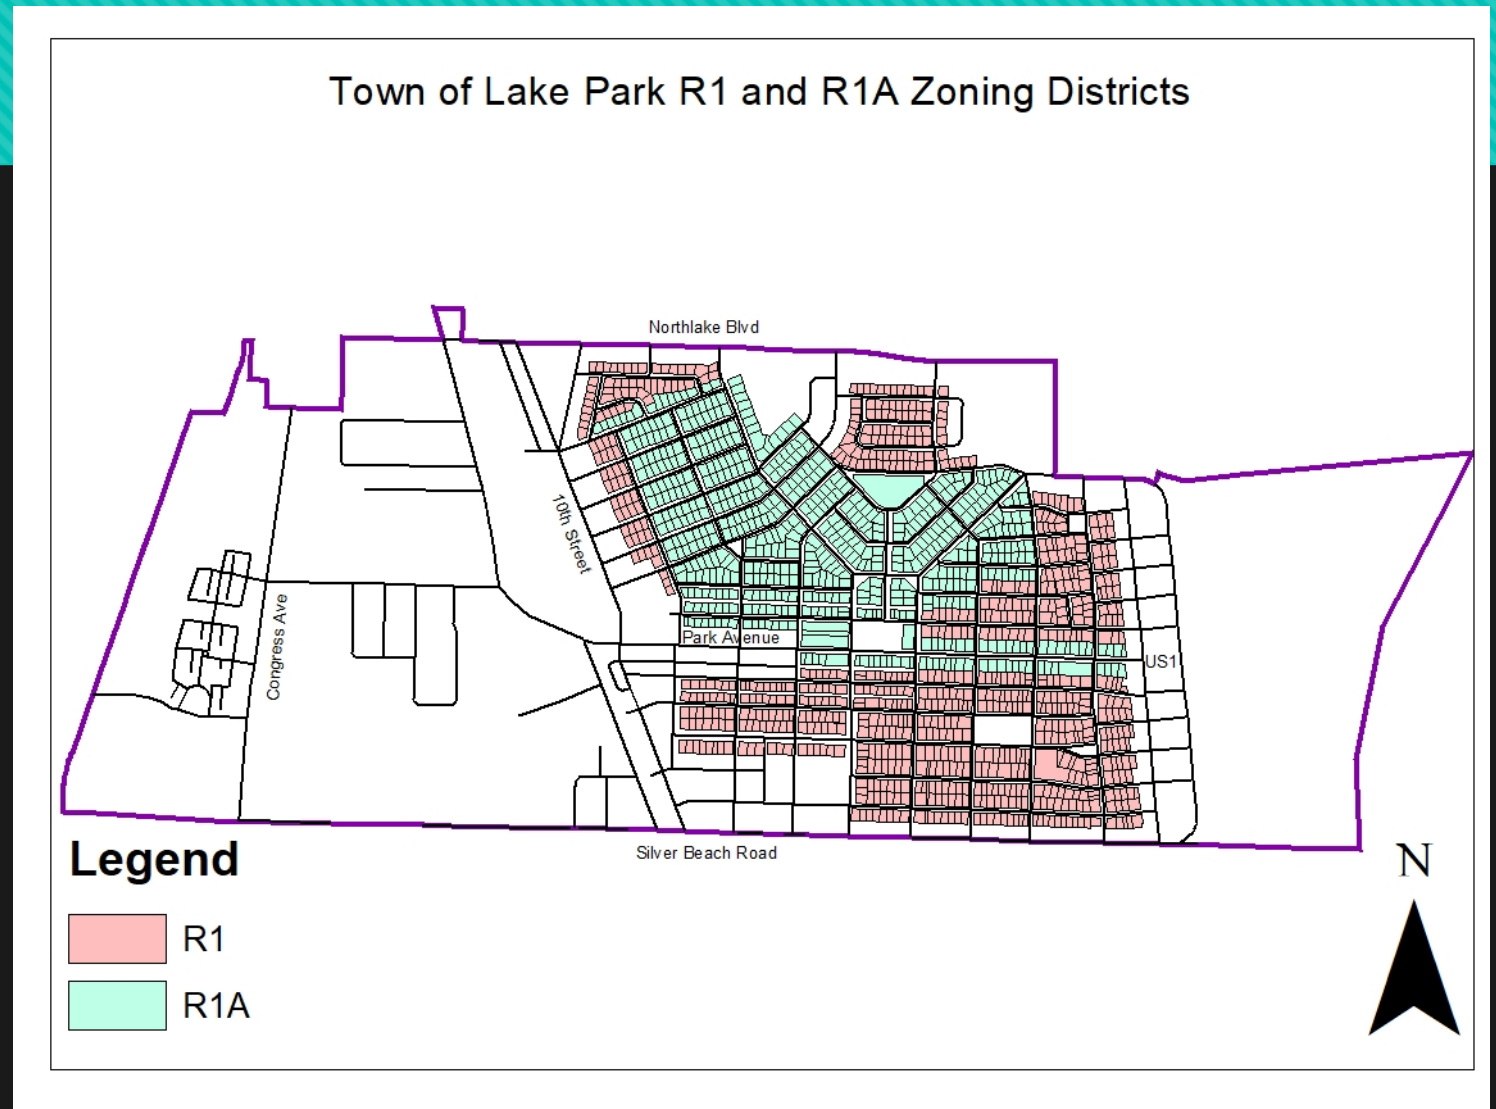 Town of Lake Park R1 and R1A Zoning Districts
Northlake Blvd
10th Street
Congress Ave
Park Avenue
US1
Silver Beach Road
Legend
R1
R1A
N